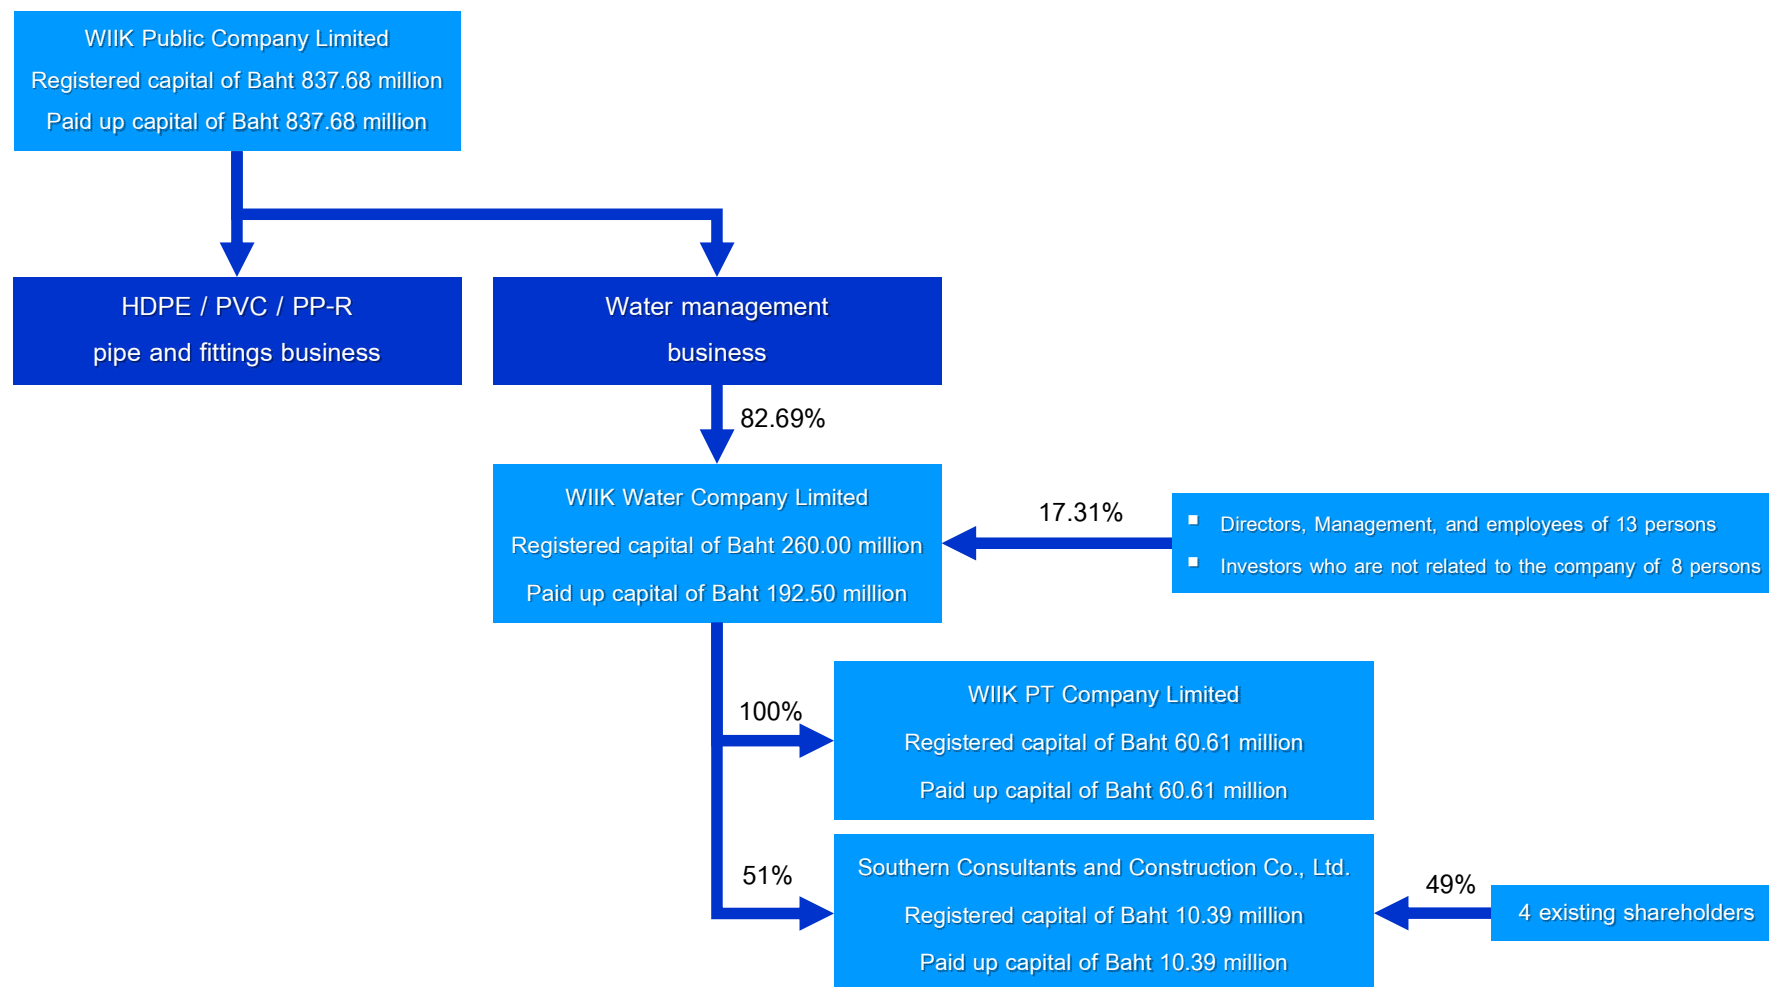 WIIK Public Company Limited
Registered capital of Baht 837.68 million
Paid up capital of Baht 837.68 million
HDPE / PVC / PP-R
pipe and fittings business
Water management
business
82.69%
WIIK Water Company Limited
Registered capital of Baht 260.00 million
Paid up capital of Baht 192.50 million
17.31%
Directors, Management, and employees of 13 persons
Investors who are not related to the company of 8 persons
100%
WIIK PT Company Limited
Registered capital of Baht 60.61 million
Paid up capital of Baht 60.61 million
51%
Southern Consultants and Construction Co., Ltd.
Registered capital of Baht 10.39 million
Paid up capital of Baht 10.39 million
49%
4 existing shareholders